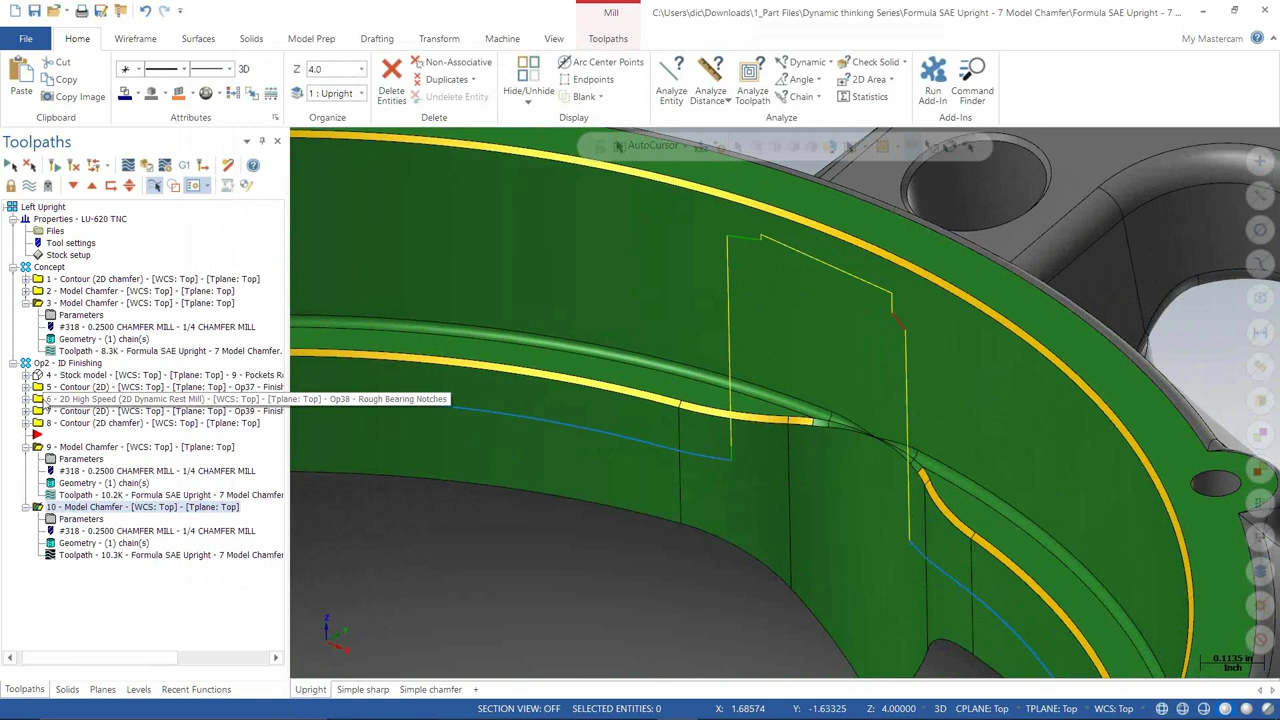 Mill
C:\Users\dic\Downloads\1_Part Files\Dynamic thinking Series\Formula SAE Upright - 7 Model Chamfer\Formula SAE Upright - 7 ...
File Home Wireframe Surfaces Solids Model Prep Drafting Transform Machine View Toolpaths My Mastercam
Paste Cut Copy Copy Image
Clipboard
3D
Attributes
Z 4.0
1 : Upright
Organize
Delete Entities Non-Associative Duplicates Undelete Entity
Delete
Hide/Unhide Arc Center Points Endpoints Blank
Display
Analyze Entity Analyze Distance Analyze Toolpath Dynamic Angle Chain Check Solid 2D Area Statistics
Analyze
Run Add-In Command Finder
Add-Ins
Toolpaths
AutoCursor
G1
Left Upright
Properties - LU-620 TNC
Files
Tool settings
Stock setup
Concept
1 - Contour (2D chamfer) - [WCS: Top] - [Tplane: Top]
2 - Model Chamfer - [WCS: Top] - [Tplane: Top]
3 - Model Chamfer - [WCS: Top] - [Tplane: Top]
Parameters
#318 - 0.2500 CHAMFER MILL - 1/4 CHAMFER MILL
Geometry - (1) chain(s)
Toolpath - 8.3K - Formula SAE Upright - 7 Model Chamfer.
Op2 - ID Finishing
4 - Stock model - [WCS: Top] - [Tplane: Top] - 9 - Pockets R
5 - Contour (2D) - [WCS: Top] - [Tplane: Top] - Op37 - Finish
6 - 2D High Speed (2D Dynamic Rest Mill) - [WCS: Top] - [Tplane: Top] - Op38 - Rough Bearing Notches
7 - Contour (2D) - [WCS: Top] - [Tplane: Top] - Op39 - Finish
8 - Contour (2D chamfer) - [WCS: Top] - [Tplane: Top]
9 - Model Chamfer - [WCS: Top] - [Tplane: Top]
Parameters
#318 - 0.2500 CHAMFER MILL - 1/4 CHAMFER MILL
Geometry - (1) chain(s)
Toolpath - 10.2K - Formula SAE Upright - 7 Model Chamfe
10 - Model Chamfer - [WCS: Top] - [Tplane: Top]
Parameters
#318 - 0.2500 CHAMFER MILL - 1/4 CHAMFER MILL
Geometry - (1) chain(s)
Toolpath - 10.3K - Formula SAE Upright - 7 Model Chamfe
Z
X
0.1135 in
Inch
Toolpaths Solids Planes Levels Recent Functions Upright Simple sharp Simple chamfer +
SECTION VIEW: OFF SELECTED ENTITIES: 0 X: 1.68574 Y: -1.63325 Z: 4.00000 3D CPLANE: Top TPLANE: Top WCS: Top